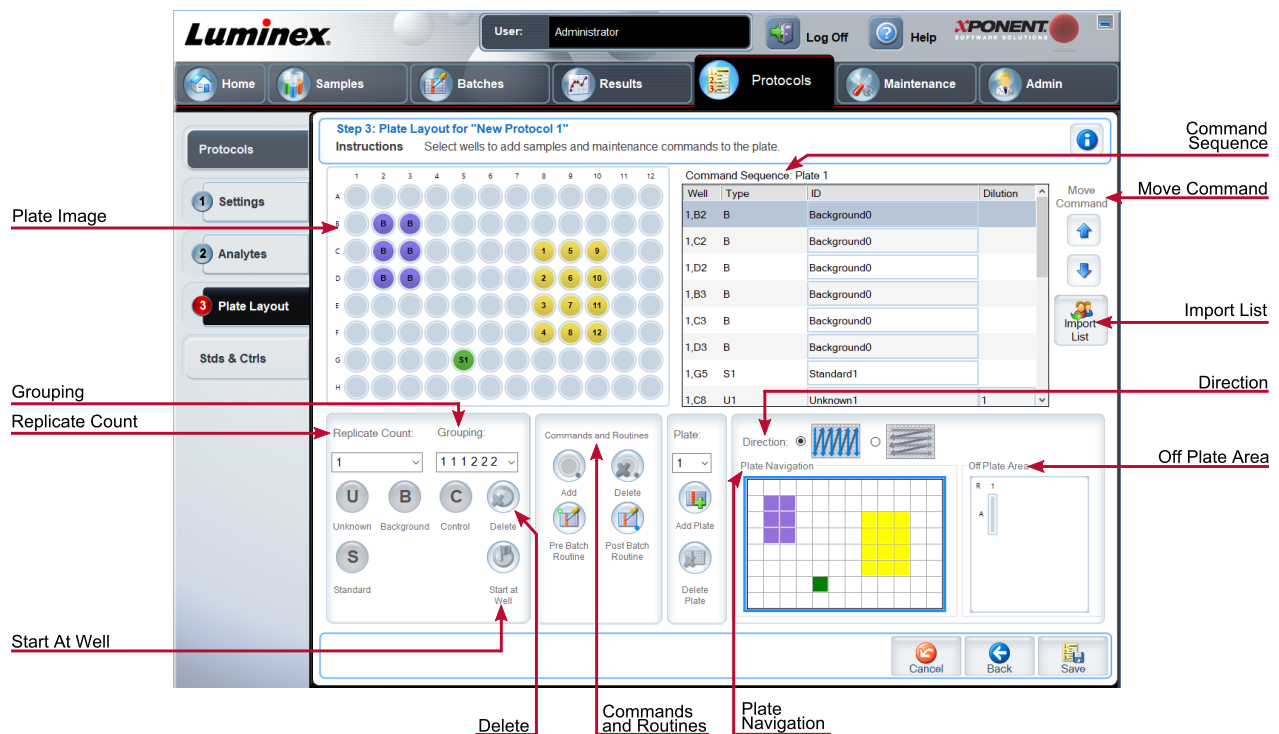 Luminex.
User: Administrator
Log Off
Help
XPONENT.
SOFTWARE SOLUTIONS
Home
Samples
Batches
Results
Protocols
Maintenance
Admin
Protocols
1 Settings
2 Analytes
3 Plate Layout
Stds & Ctrls
Step 3: Plate Layout for "New Protocol 1"
Instructions Select wells to add samples and maintenance commands to the plate.
1 2 3 4 5 6 7 8 9 10 11 12
A
B B B
C B B 1 5 9
D B B 2 6 10
E 3 7 11
F 4 8 12
G S1
H
Command Sequence: Plate 1
Well Type ID Dilution
1,B2 B Background0
1,C2 B Background0
1,D2 B Background0
1,B3 B Background0
1,C3 B Background0
1,D3 B Background0
1,G5 S1 Standard1
1,C8 U1 Unknown1 1
Move
Command
Import
List
Replicate Count: Grouping:
1 1 1 1 2 2 2
U B C
Unknown Background Control Delete
S
Standard Start at
Well
Commands and Routines
Add Delete
Pre Batch
Routine
Post Batch
Routine
Plate:
1
Add Plate
Delete
Plate
Direction:
Plate Navigation
Off Plate Area
R 1
A
Cancel
Back
Save
Plate Image
Grouping
Replicate Count
Start At Well
Delete
Commands
and Routines
Plate
Navigation
Command
Sequence
Move Command
Import List
Direction
Off Plate Area